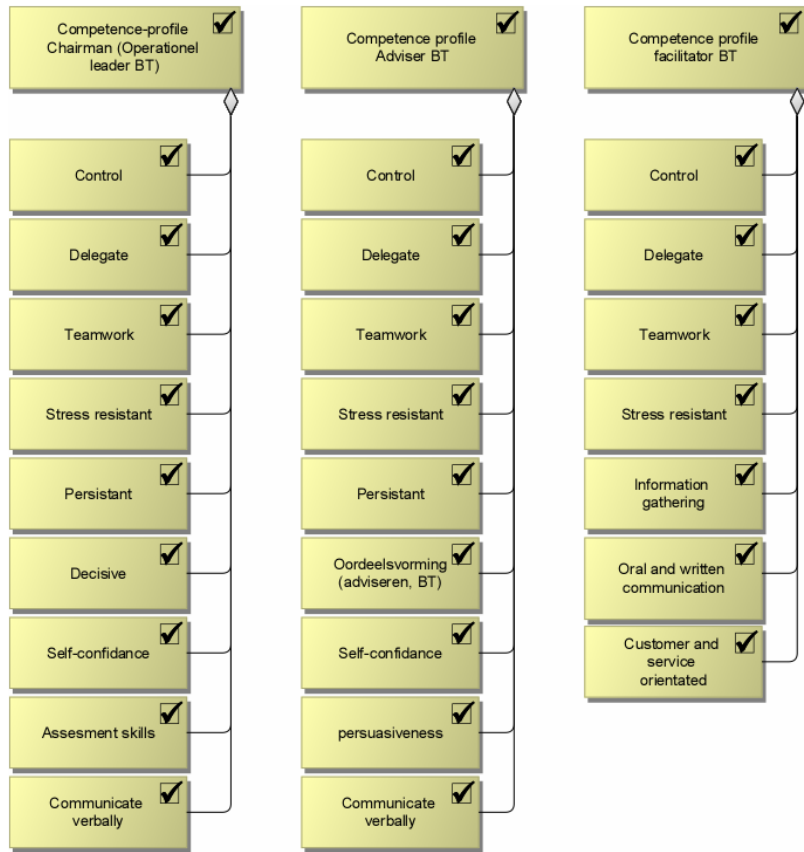 Competence-profile
Chairman (Operationel
leader BT)
Control
Delegate
Teamwork
Stress resistant
Persistant
Decisive
Self-confidance
Assesment skills
Communicate
verbally
Competence profile
Adviser BT
Control
Delegate
Teamwork
Stress resistant
Persistant
Oordeelsvorming
(adviseren, BT)
Self-confidance
persuasiveness
Communicate
verbally
Competence profile
facilitator BT
Control
Delegate
Teamwork
Stress resistant
Information
gathering
Oral and written
communication
Customer and
service
orientated